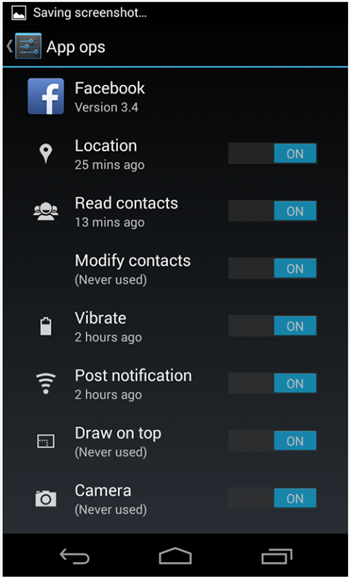 Saving screenshot...
App ops
Facebook
Version 3.4
Location
25 mins ago
ON
Read contacts
13 mins ago
ON
Modify contacts
(Never used)
ON
Vibrate
2 hours ago
ON
Post notification
2 hours ago
ON
Draw on top
(Never used)
ON
Camera
(Never used)
ON